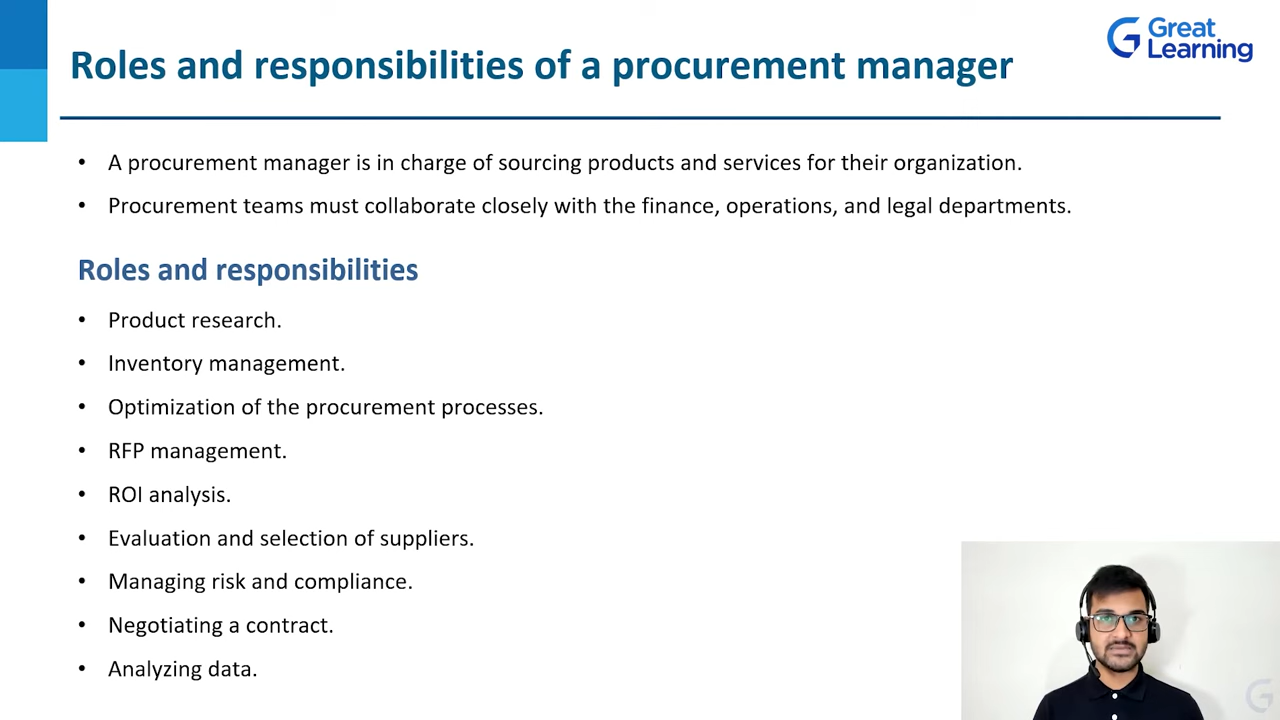 Roles and responsibilities of a procurement manager
Great
Learning
• A procurement manager is in charge of sourcing products and services for their organization.
• Procurement teams must collaborate closely with the finance, operations, and legal departments.
Roles and responsibilities
• Product research.
• Inventory management.
• Optimization of the procurement processes.
• RFP management.
• ROI analysis.
• Evaluation and selection of suppliers.
• Managing risk and compliance.
• Negotiating a contract.
• Analyzing data.